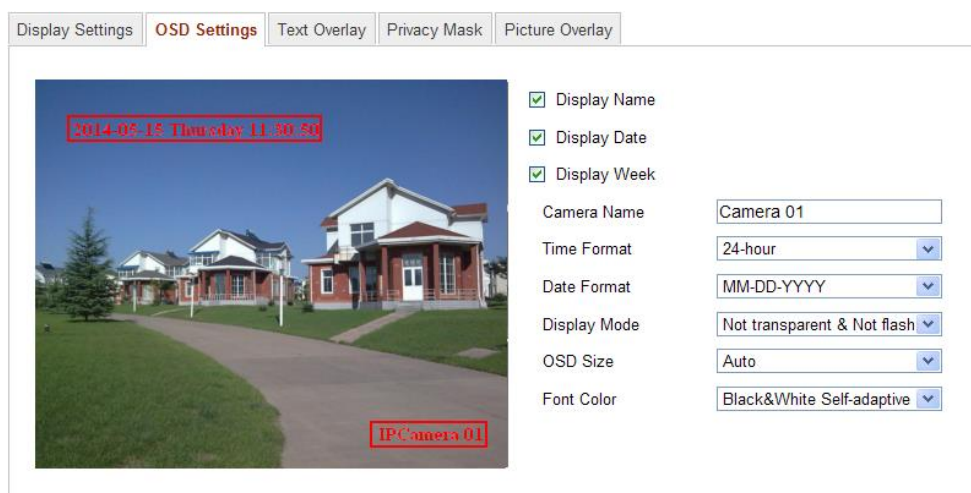 Display Settings OSD Settings Text Overlay Privacy Mask Picture Overlay
2014-05-15 Thursday 11:30:50
IPCamera 01
Display Name
Display Date
Display Week
Camera Name Camera 01
Time Format 24-hour
Date Format MM-DD-YYYY
Display Mode Not transparent & Not flash
OSD Size Auto
Font Color Black&White Self-adaptive